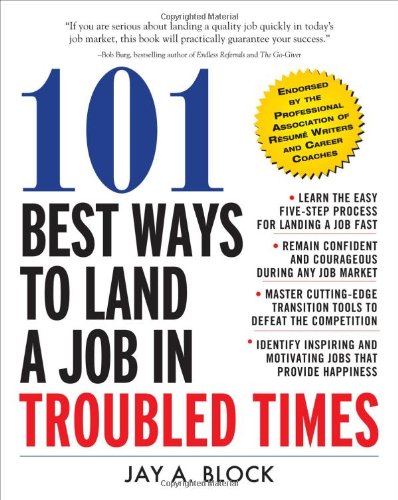 Copyrighted Material
"If you are serious about landing a quality job quickly in today's
job market, this book will practically guarantee your success."
—Bob Burg, bestselling author of Endless Referrals and The Go-Giver
101
BEST WAYS
TO LAND
A JOB IN
TROUBLED TIMES
ENDORSED
BY THE
PROFESSIONAL
ASSOCIATION OF
RÉSUMÉ WRITERS
AND CAREER
COACHES
• LEARN THE EASY
FIVE-STEP PROCESS
FOR LANDING A JOB FAST
• REMAIN CONFIDENT
AND COURAGEOUS
DURING ANY JOB MARKET
• MASTER CUTTING-EDGE
TRANSITION TOOLS TO
DEFEAT THE COMPETITION
• IDENTIFY INSPIRING AND
MOTIVATING JOBS THAT
PROVIDE HAPPINESS
JAY A. BLOCK
Copyrighted Material